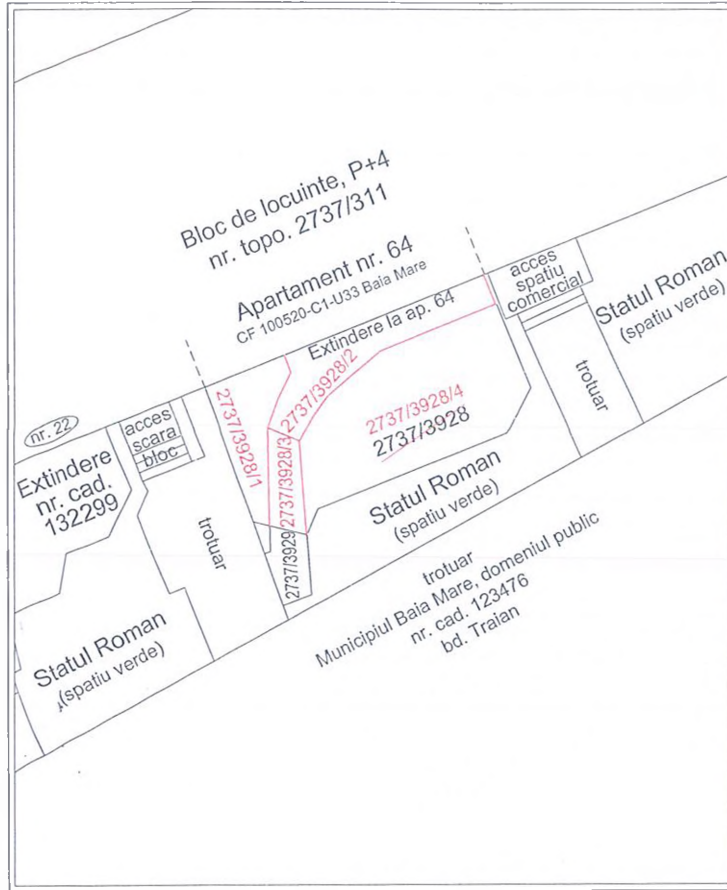 Bloc de locuinte, P+4
nr. topo. 2737/311
Apartament nr. 64
CF 100520-C1-U33 Baia Mare
Extindere la ap. 64
acces
spatiu
comercial
Statul Roman
(spatiu verde)
trotuar
2737/3928/1
2737/3928/2
2737/3928/3
2737/3928/4
2737/3928
2737/3929
nr. 22
acces
scara
bloc
Extindere
nr. cad.
132299
trotuar
Statul Roman
(spatiu verde)
Statul Roman
(spatiu verde)
trotuar
Municipiul Baia Mare, domeniul public
nr. cad. 123476
bd. Traian